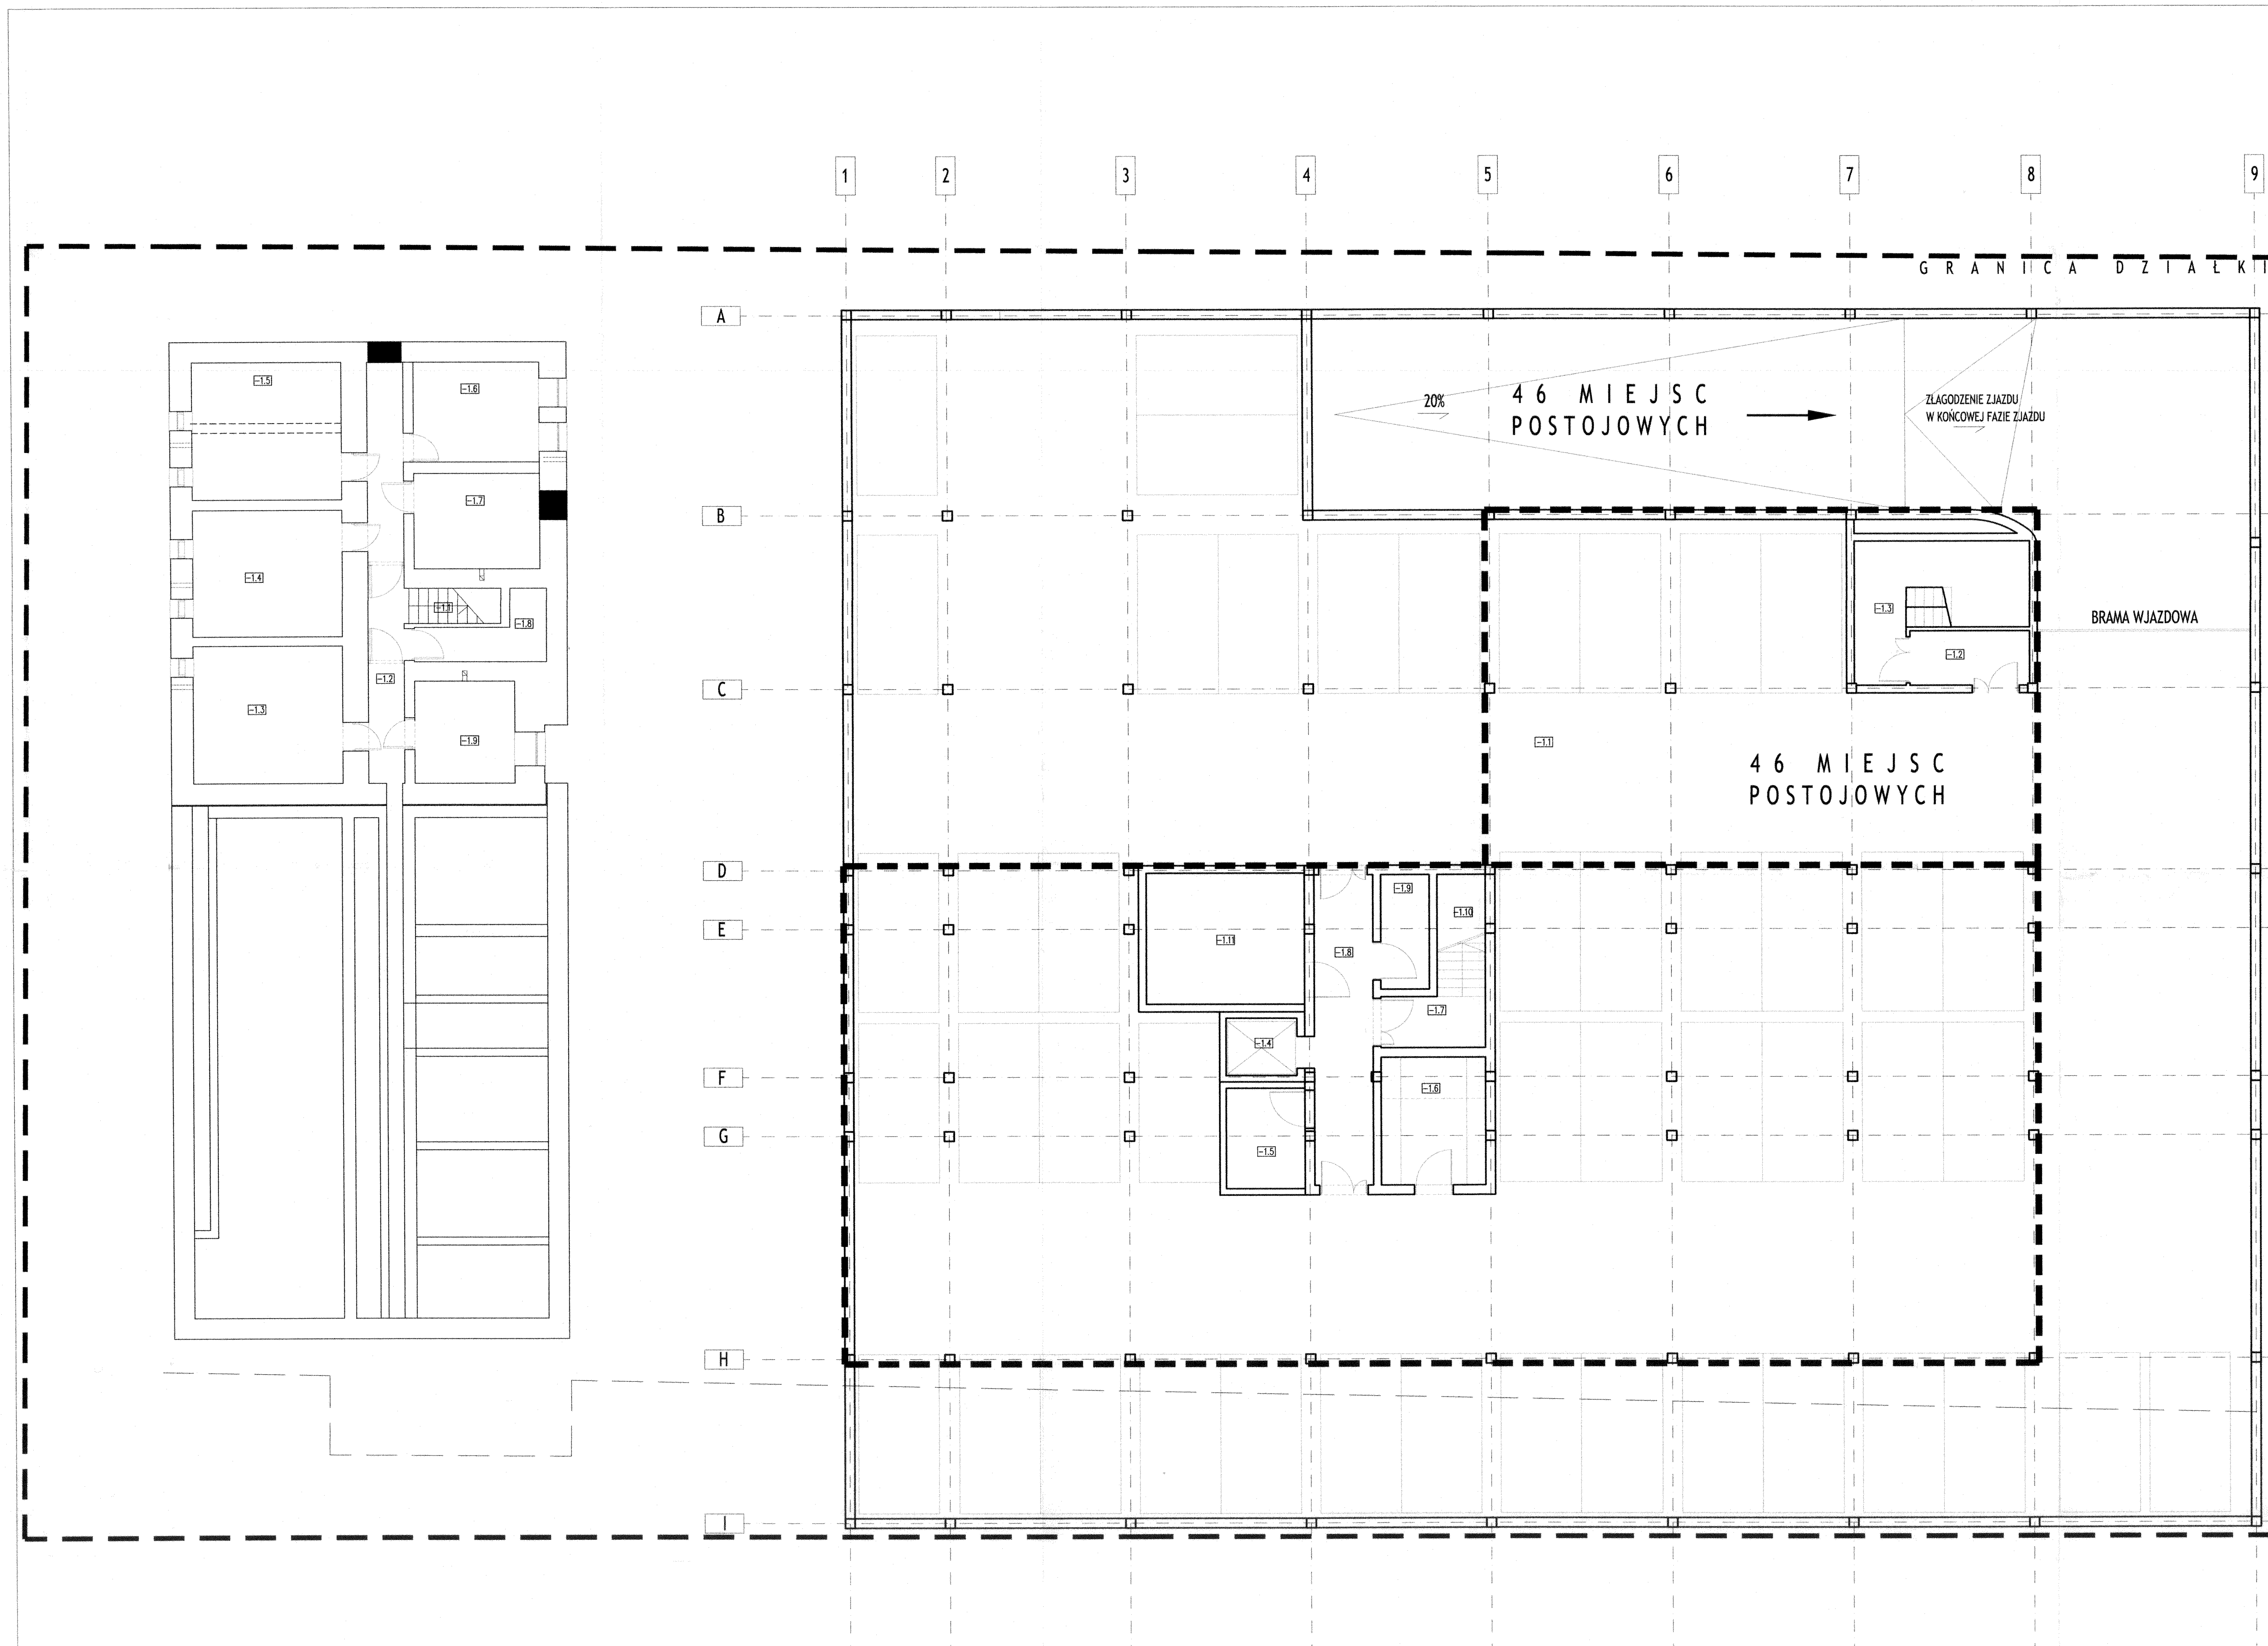 1
2
3
4
5
6
7
8
9
GRANICA DZIAŁKI
A
-1.5
-1.6
20%
46 MIEJSC
POSTOJOWYCH
ZŁAGODZENIE ZJAZDU
W KOŃCOWEJ FAZIE ZJAZDU
-1.7
B
-1.4
-1.1
-1.8
-1.3
BRAMA WJAZDOWA
-1.2
-1.2
C
-1.3
-1.9
-1.1
46 MIEJSC
POSTOJOWYCH
D
-1.9
-1.10
E
-1.11
-1.8
-1.7
-1.4
F
-1.6
G
-1.5
H
I